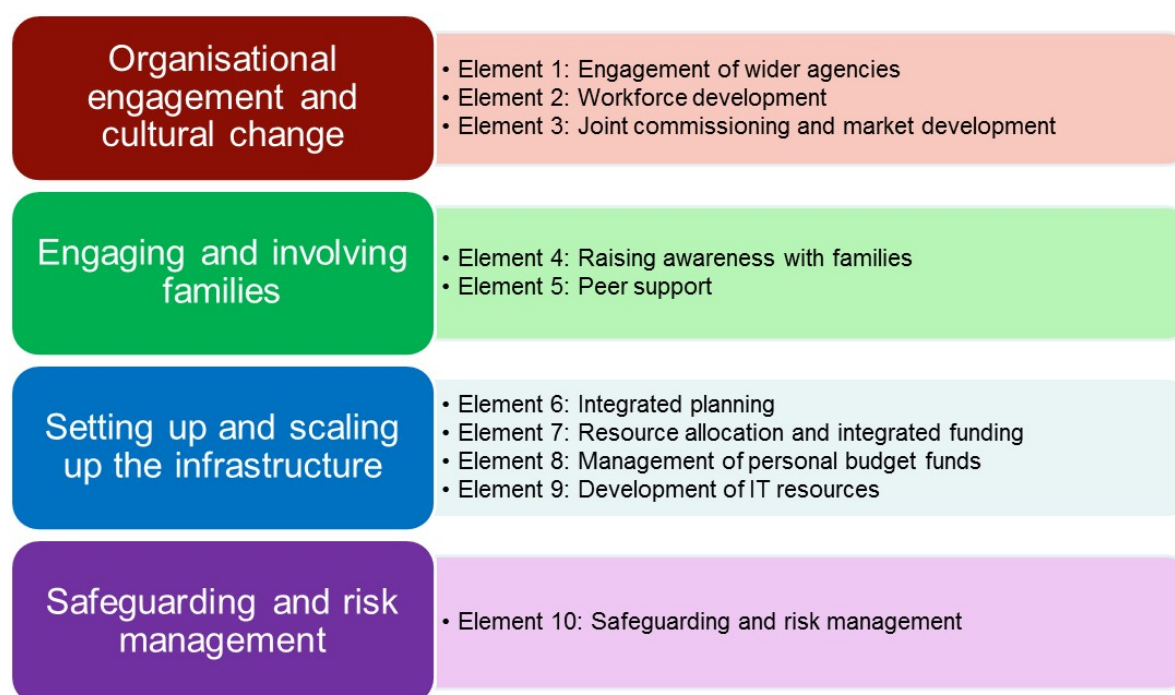 Organisational
engagement and
cultural change
• Element 1: Engagement of wider agencies
• Element 2: Workforce development
• Element 3: Joint commissioning and market development
Engaging and involving
families
• Element 4: Raising awareness with families
• Element 5: Peer support
Setting up and scaling
up the infrastructure
• Element 6: Integrated planning
• Element 7: Resource allocation and integrated funding
• Element 8: Management of personal budget funds
• Element 9: Development of IT resources
Safeguarding and risk
management
• Element 10: Safeguarding and risk management